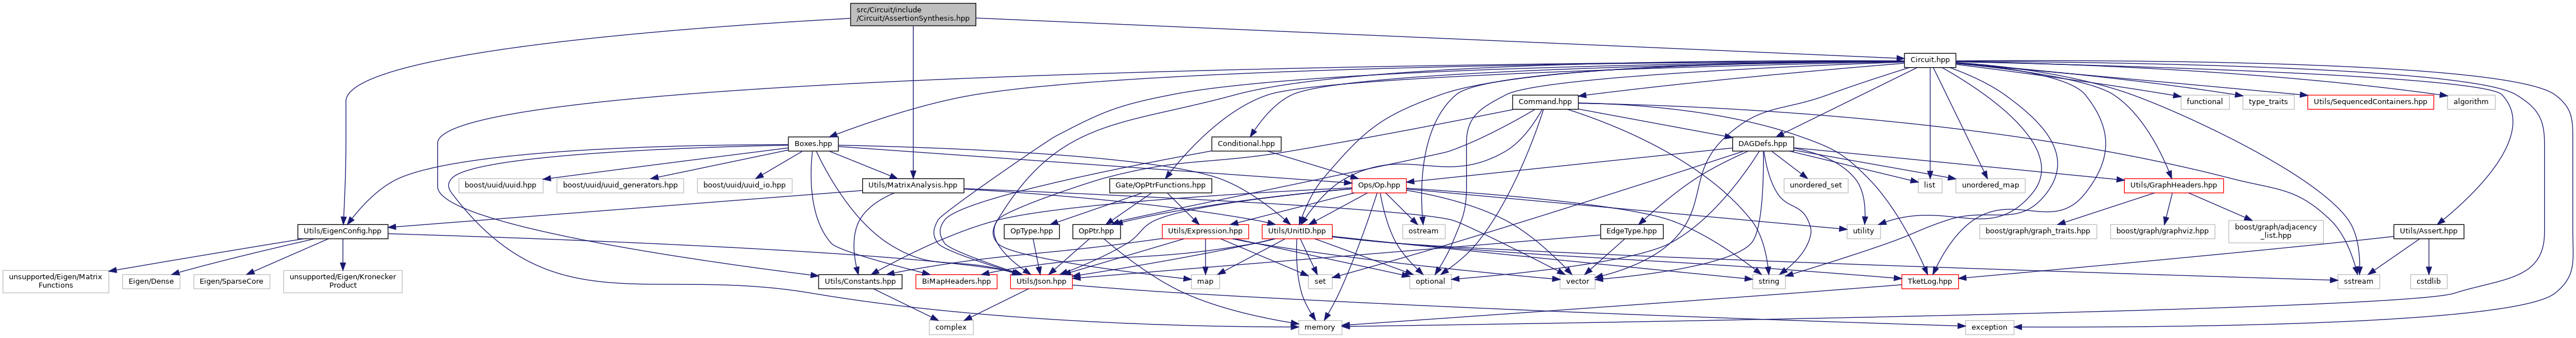 src/Circuit/include
/Circuit/AssertionSynthesis.hpp
Circuit.hpp
Command.hpp
functional
type_traits
Utils/SequencedContainers.hpp
algorithm
Boxes.hpp
Conditional.hpp
DAGDefs.hpp
boost/uuid/uuid.hpp
boost/uuid/uuid_generators.hpp
boost/uuid/uuid_io.hpp
Utils/MatrixAnalysis.hpp
Gate/OpPtrFunctions.hpp
Ops/Op.hpp
unordered_set
list
unordered_map
Utils/GraphHeaders.hpp
Utils/EigenConfig.hpp
OpType.hpp
OpPtr.hpp
Utils/Expression.hpp
Utils/UnitID.hpp
ostream
EdgeType.hpp
utility
boost/graph/graph_traits.hpp
boost/graph/graphviz.hpp
boost/graph/adjacency
_list.hpp
Utils/Assert.hpp
unsupported/Eigen/Matrix
Functions
Eigen/Dense
Eigen/SparseCore
unsupported/Eigen/Kronecker
Product
Utils/Constants.hpp
BiMapHeaders.hpp
Utils/Json.hpp
map
set
optional
vector
string
TketLog.hpp
sstream
cstdlib
complex
memory
exception